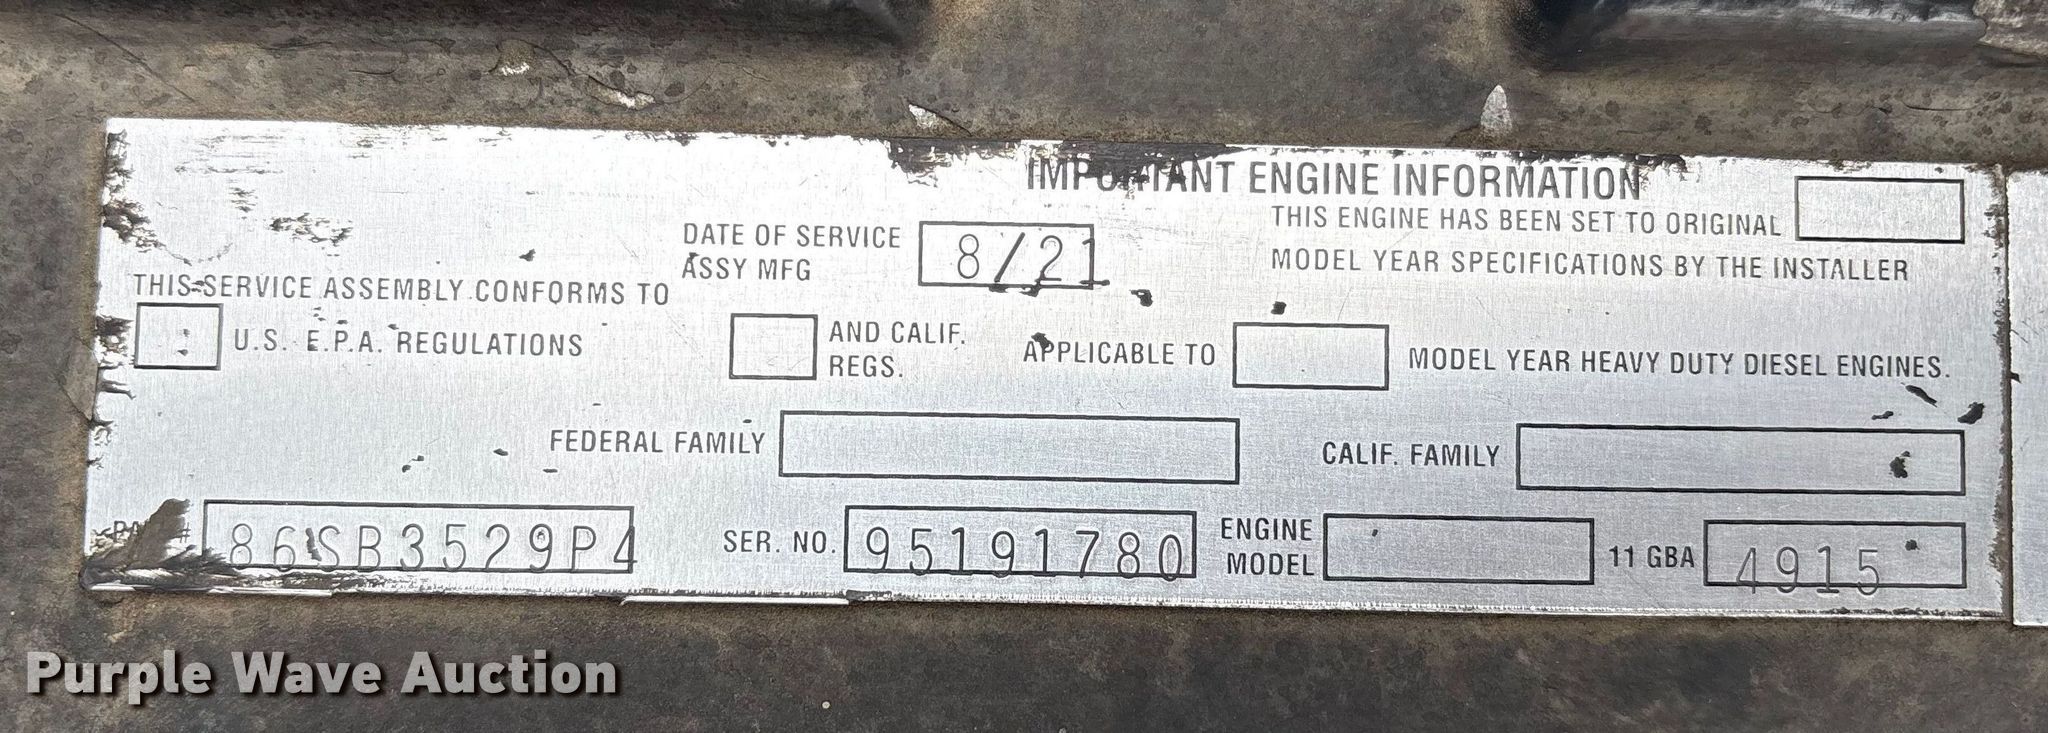 IMPORTANT ENGINE INFORMATION
THIS ENGINE HAS BEEN SET TO ORIGINAL
MODEL YEAR SPECIFICATIONS BY THE INSTALLER
DATE OF SERVICE
ASSY MFG
8/21
THIS SERVICE ASSEMBLY CONFORMS TO
U.S. E.P.A. REGULATIONS
AND CALIF.
REGS.
APPLICABLE TO
MODEL YEAR HEAVY DUTY DIESEL ENGINES.
FEDERAL FAMILY
CALIF. FAMILY
86SB3529P4
SER. NO. 95191780
ENGINE
MODEL
11 GBA 4915
Purple Wave Auction